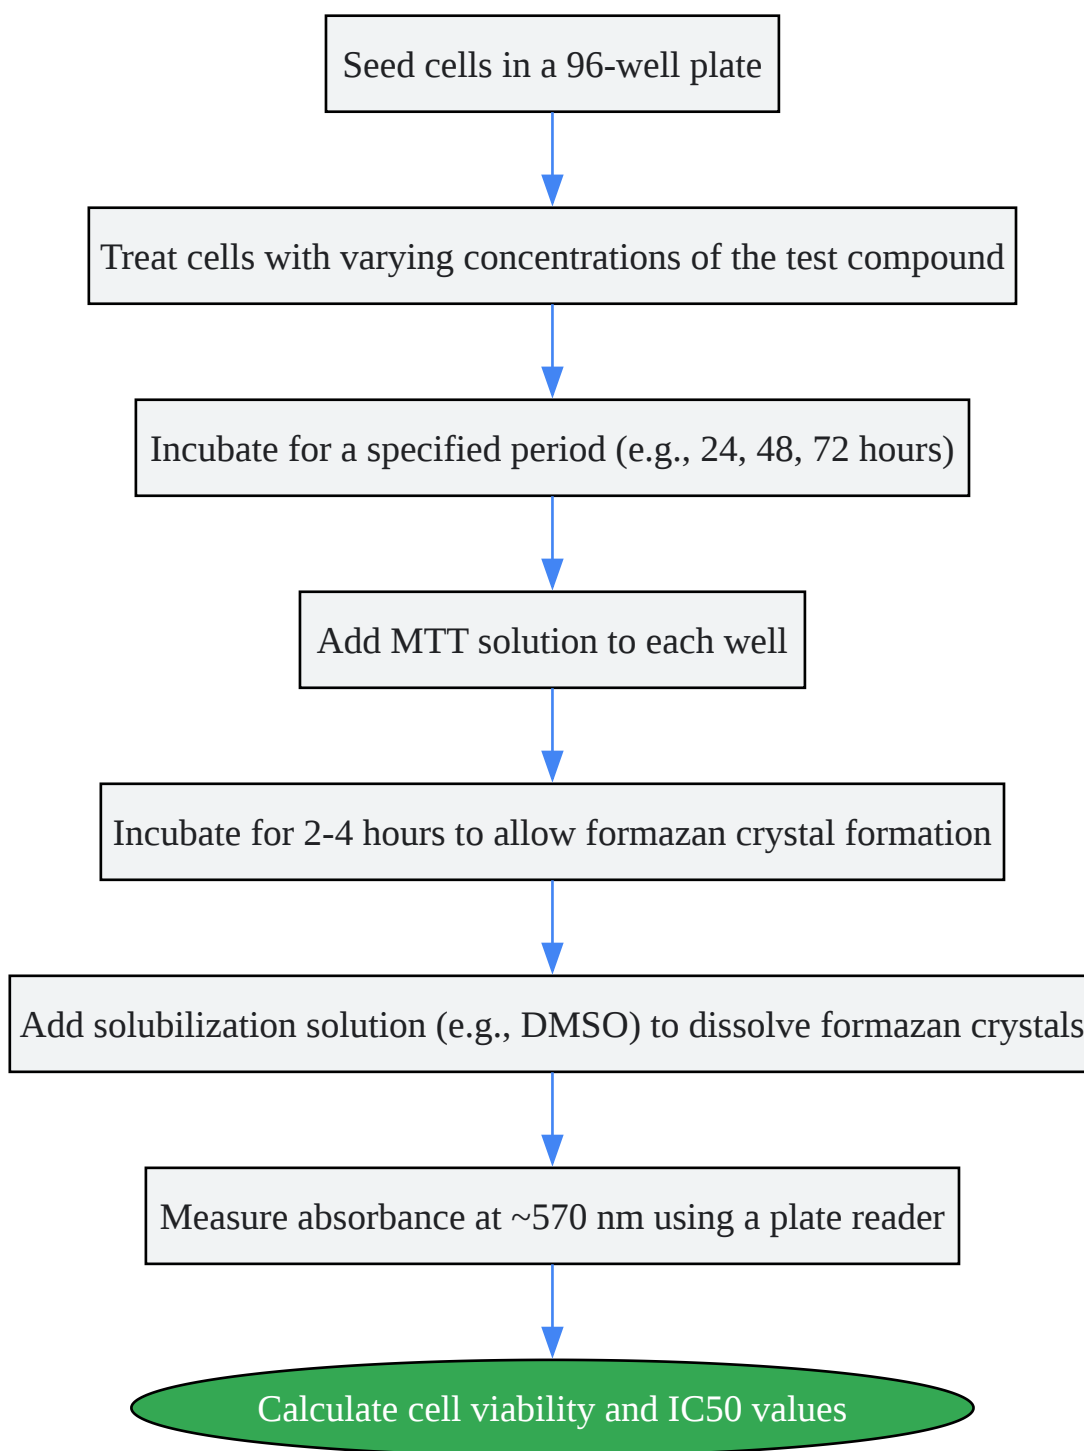 Seed cells in a 96-well plate
Treat cells with varying concentrations of the test compound
Incubate for a specified period (e.g., 24, 48, 72 hours)
Add MTT solution to each well
Incubate for 2-4 hours to allow formazan crystal formation
Add solubilization solution (e.g., DMSO) to dissolve formazan crystals
Measure absorbance at ~570 nm using a plate reader
Calculate cell viability and IC50 values